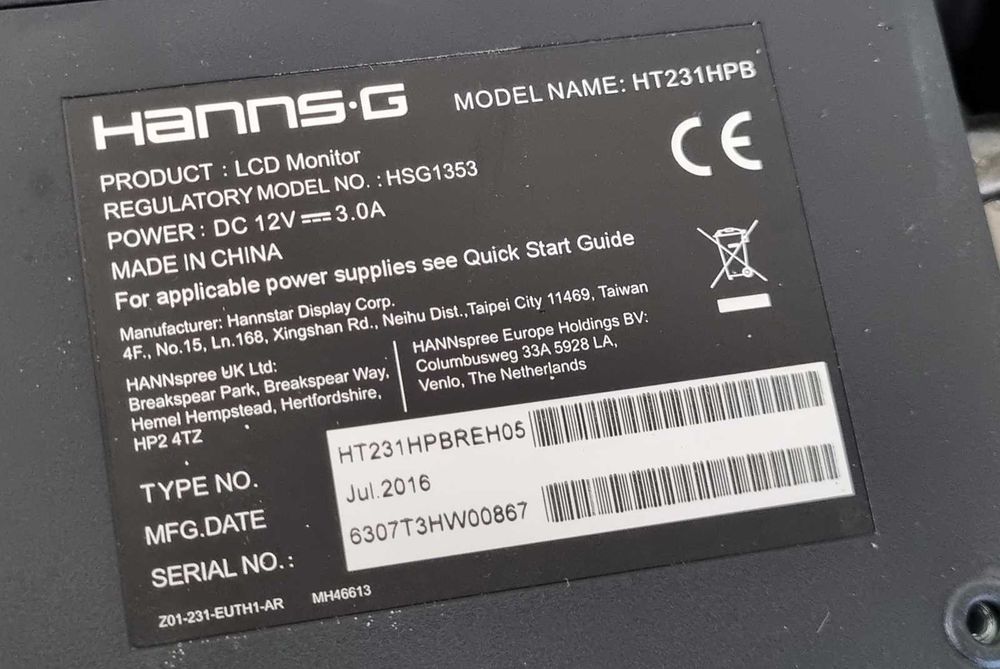 HANNS·G
MODEL NAME: HT231HPB
PRODUCT : LCD Monitor
REGULATORY MODEL NO. : HSG1353
POWER : DC 12V ⎓ 3.0A
MADE IN CHINA
For applicable power supplies see Quick Start Guide
CE
Manufacturer: Hannstar Display Corp.
4F., No.15, Ln.168, Xingshan Rd., Neihu Dist.,Taipei City 11469, Taiwan
HANNspree UK Ltd:
Breakspear Park, Breakspear Way,
Hemel Hempstead, Hertfordshire,
HP2 4TZ
HANNspree Europe Holdings BV:
Columbusweg 33A 5928 LA,
Venlo, The Netherlands
TYPE NO. HT231HPBREH05
MFG.DATE Jul.2016
SERIAL NO. : 6307T3HW00867
Z01-231-EUTH1-AR MH46613